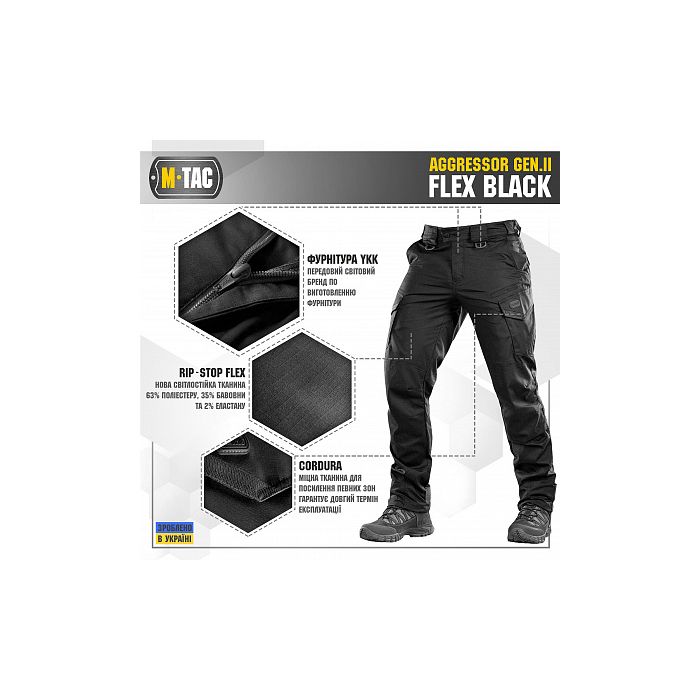 M-TAC
AGGRESSOR GEN.II
FLEX BLACK
ФУРНІТУРА YKK
ПЕРЕДОВИЙ СВІТОВИЙ
БРЕНД ПО
ВИГОТОВЛЕННЮ
ФУРНІТУРИ
RIP-STOP FLEX
НОВА СВІТЛОСТІЙКА ТКАНИНА
63% ПОЛІЕСТЕРУ, 35% БАВОВНИ
ТА 2% ЕЛАСТАНУ
CORDURA
МІЦНА ТКАНИНА ДЛЯ
ПОСИЛЕННЯ ПЕВНИХ ЗОН
ГАРАНТУЄ ДОВГИЙ ТЕРМІН
ЕКСПЛУАТАЦІЇ
ЗРОБЛЕНО
В УКРАЇНІ